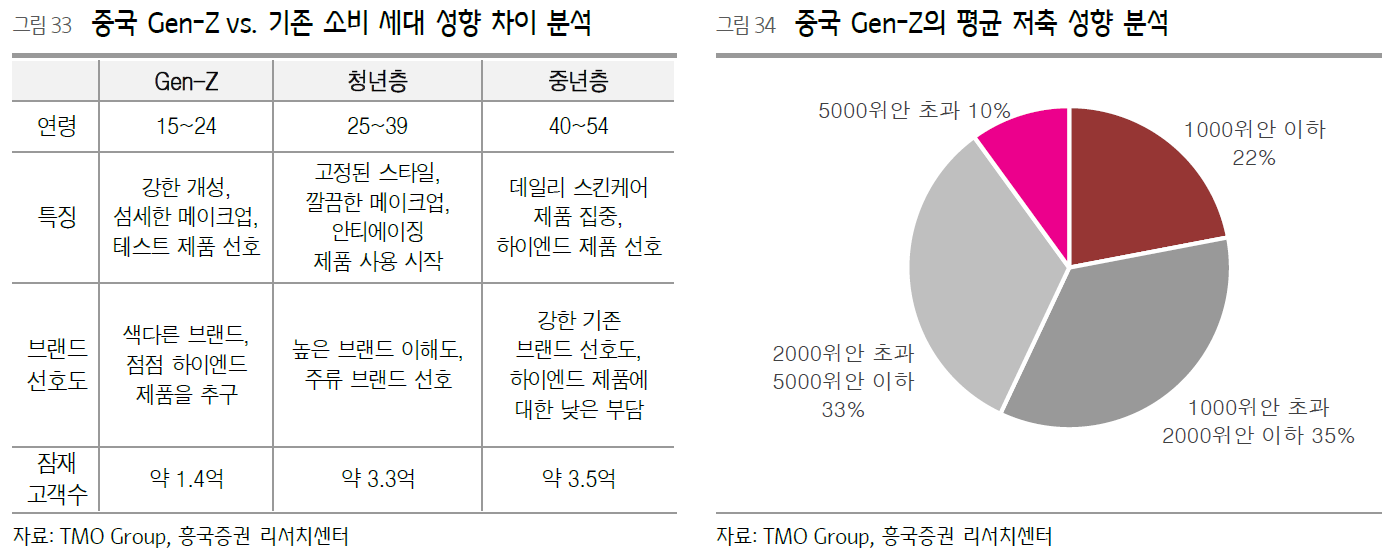 그림 33 중국 Gen-Z vs. 기존 소비 세대 성향 차이 분석
Gen-Z 청년층 중년층
연령 15~24 25~39 40~54
특징
강한 개성,
섬세한 메이크업,
테스트 제품 선호
고정된 스타일,
깔끔한 메이크업,
안티에이징
제품 사용 시작
데일리 스킨케어
제품 집중,
하이엔드 제품 선호
브랜드
선호도
색다른 브랜드,
점점 하이엔드
제품을 추구
높은 브랜드 이해도,
주류 브랜드 선호
강한 기존
브랜드 선호도,
하이엔드 제품에
대한 낮은 부담
잠재
고객수
약 1.4억 약 3.3억 약 3.5억
자료: TMO Group, 흥국증권 리서치센터
그림 34 중국 Gen-Z의 평균 저축 성향 분석
5000위안 초과 10%
1000위안 이하
22%
2000위안 초과
5000위안 이하
33%
1000위안 초과
2000위안 이하 35%
자료: TMO Group, 흥국증권 리서치센터